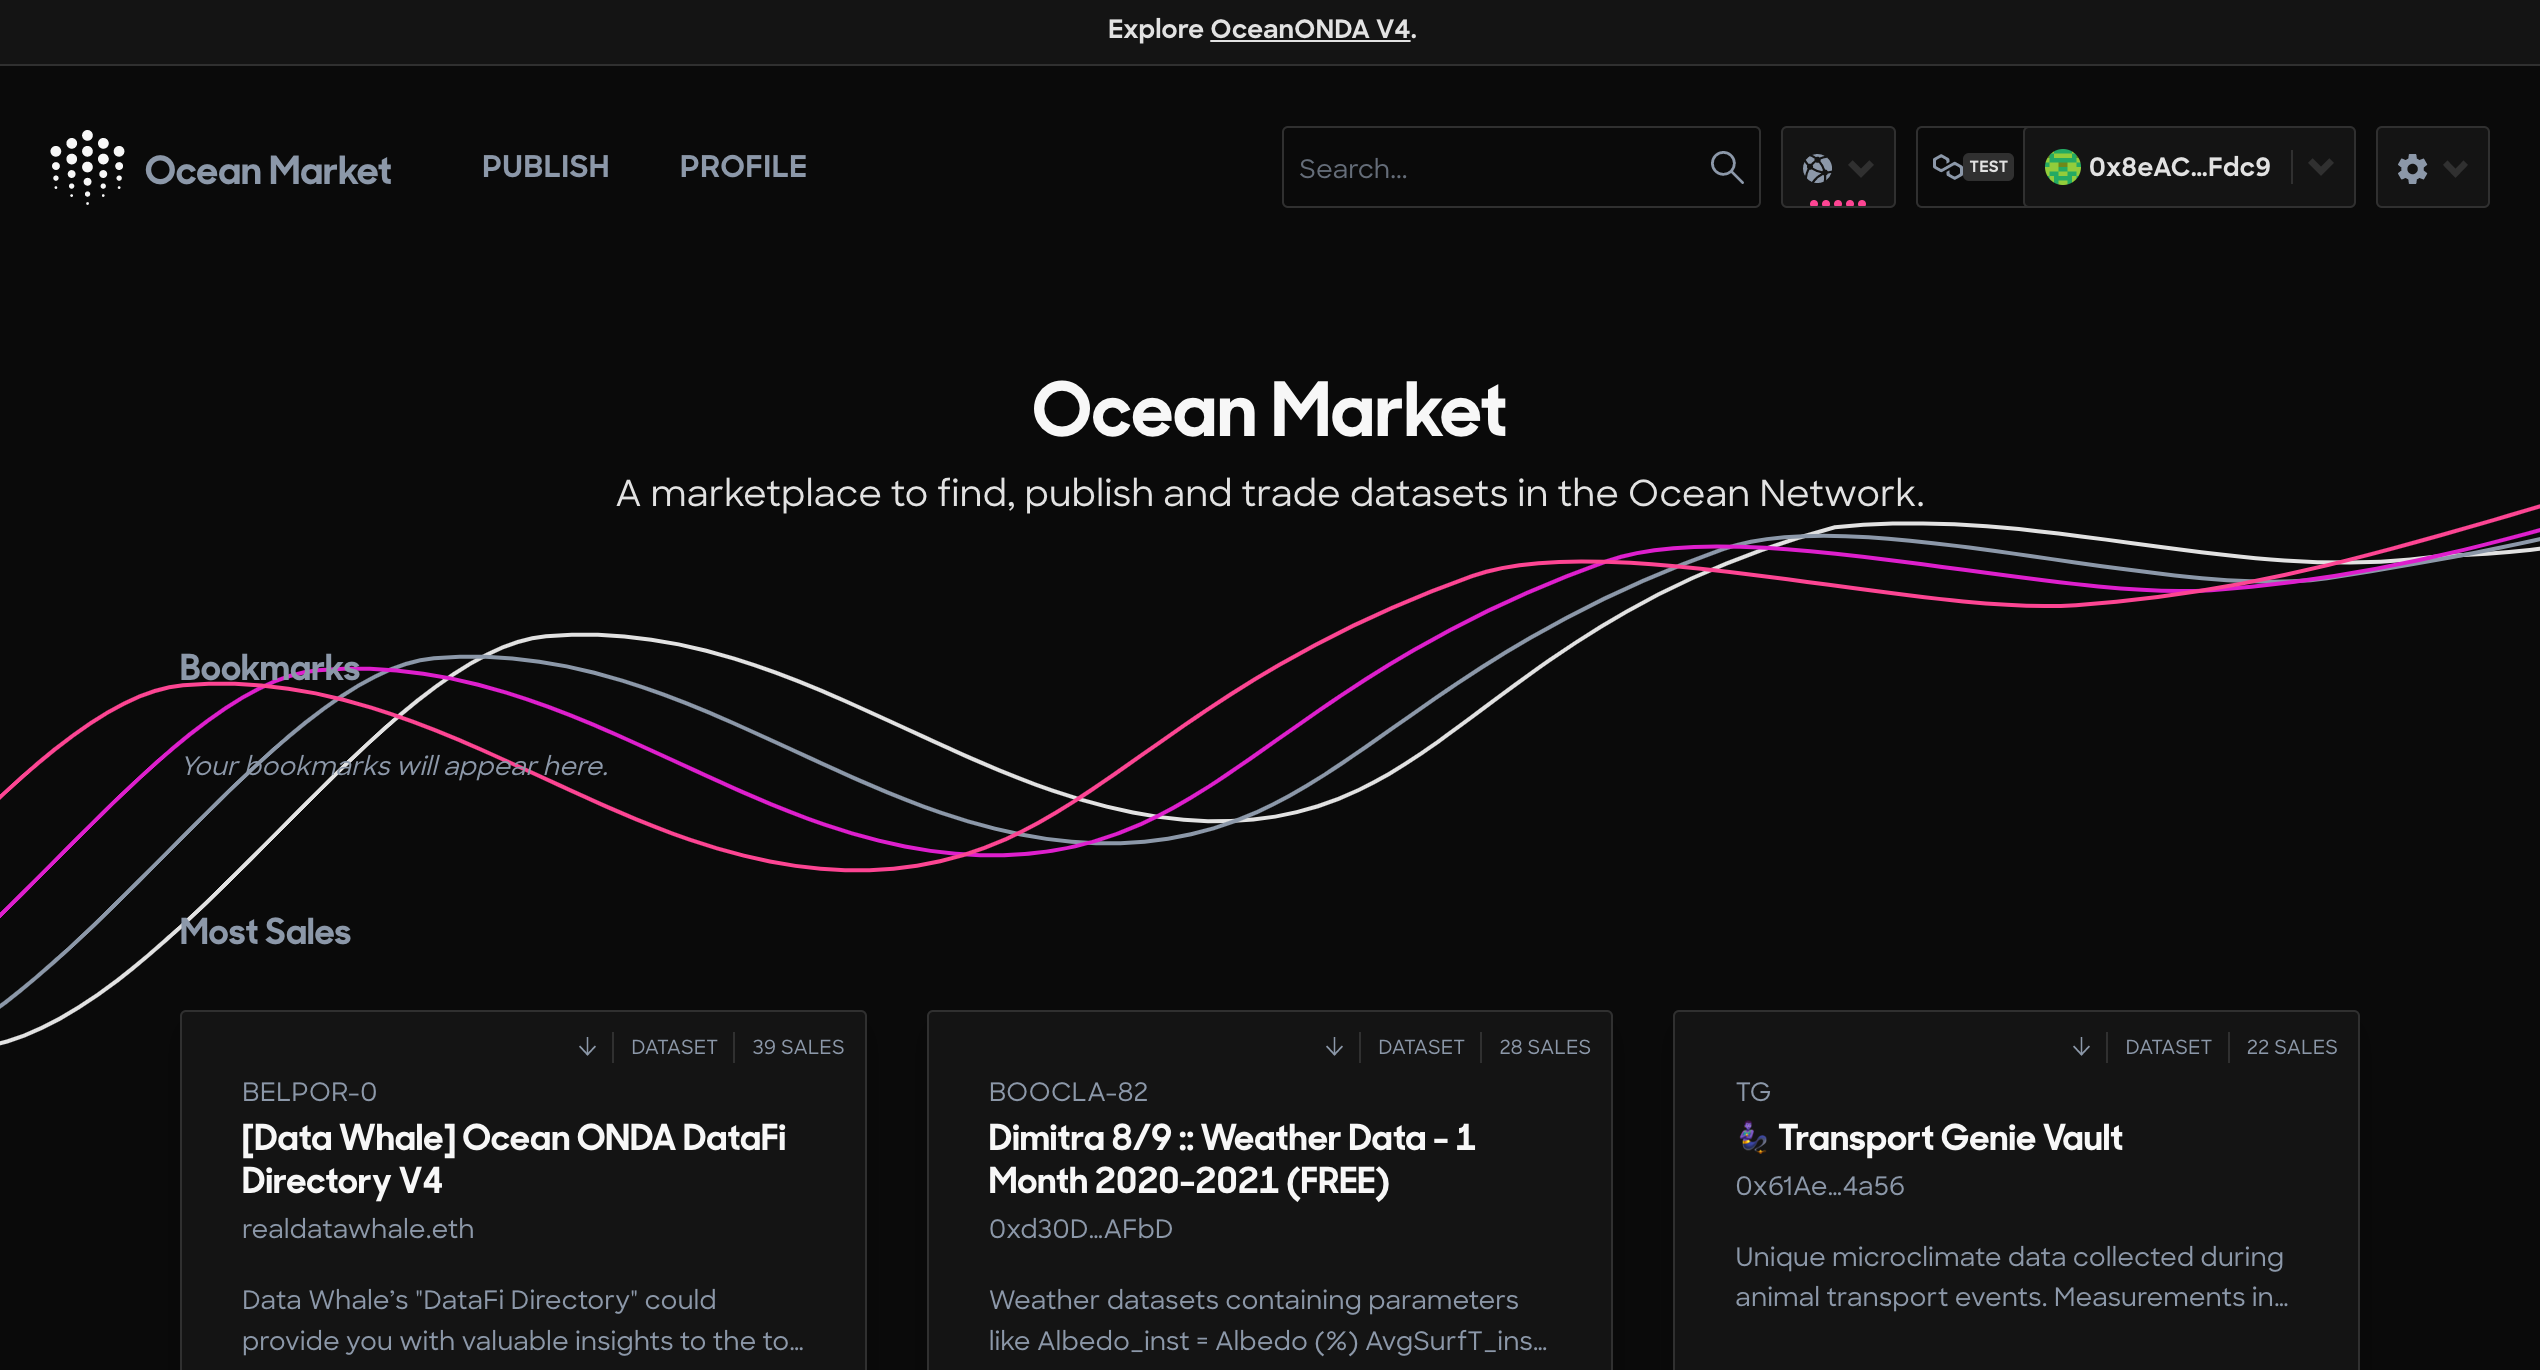 Explore OceanONDA V4.
Ocean Market
PUBLISH
PROFILE
Search...
TEST
0x8eAC...Fdc9
Ocean Market
A marketplace to find, publish and trade datasets in the Ocean Network.
Bookmarks
Your bookmarks will appear here.
Most Sales
DATASET
39 SALES
BELPOR-0
[Data Whale] Ocean ONDA DataFi
Directory V4
realdatawhale.eth
Data Whale’s "DataFi Directory" could
provide you with valuable insights to the to...
DATASET
28 SALES
BOOCLA-82
Dimitra 8/9 :: Weather Data - 1
Month 2020-2021 (FREE)
0xd30D...AFbD
Weather datasets containing parameters
like Albedo_inst = Albedo (%) AvgSurfT_ins...
DATASET
22 SALES
TG
🧞‍♀️ Transport Genie Vault
0x61Ae...4a56
Unique microclimate data collected during
animal transport events. Measurements in...